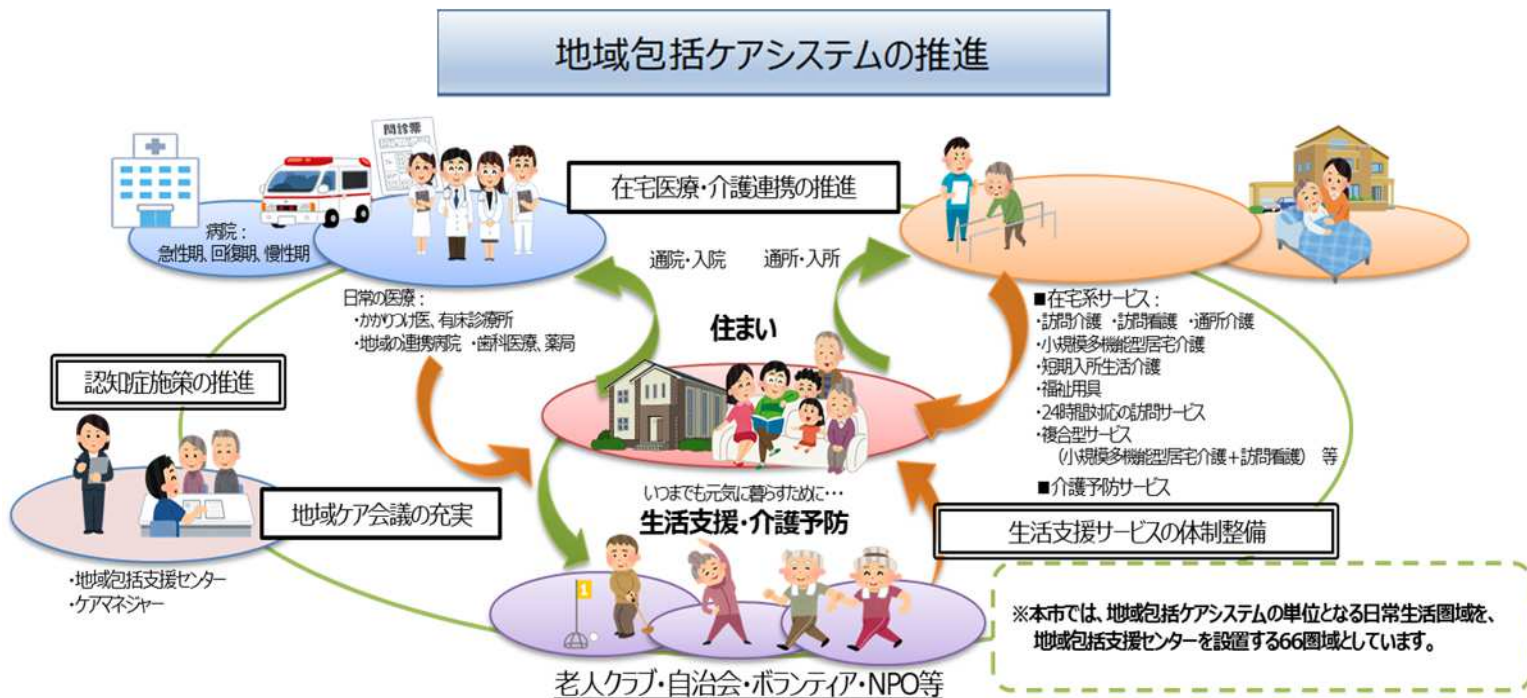 地域包括ケアシステムの推進
問診票
在宅医療・介護連携の推進
病院：
急性期、回復期、慢性期
通院・入院　通所・入所
日常の医療：
・かかりつけ医、有床診療所
・地域の連携病院　・歯科医療、薬局
住まい
■在宅系サービス：
・訪問介護　・訪問看護　・通所介護
・小規模多機能型居宅介護
・短期入所生活介護
・福祉用具
・24時間対応の訪問サービス
・複合型サービス
（小規模多機能型居宅介護＋訪問看護）　等
■介護予防サービス
認知症施策の推進
地域ケア会議の充実
・地域包括支援センター
・ケアマネジャー
いつまでも元気に暮らすために・・・
生活支援・介護予防
生活支援サービスの体制整備
1
老人クラブ・自治会・ボランティア・NPO等
※本市では、地域包括ケアシステムの単位となる日常生活圏域を、
地域包括支援センターを設置する66圏域としています。